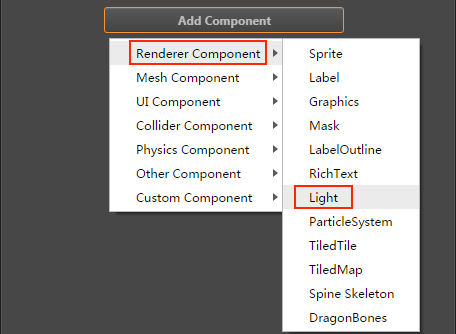 Add Component
Renderer Component
Mesh Component
UI Component
Collider Component
Physics Component
Other Component
Custom Component
Sprite
Label
Graphics
Mask
LabelOutline
RichText
Light
ParticleSystem
TiledTile
TiledMap
Spine Skeleton
DragonBones